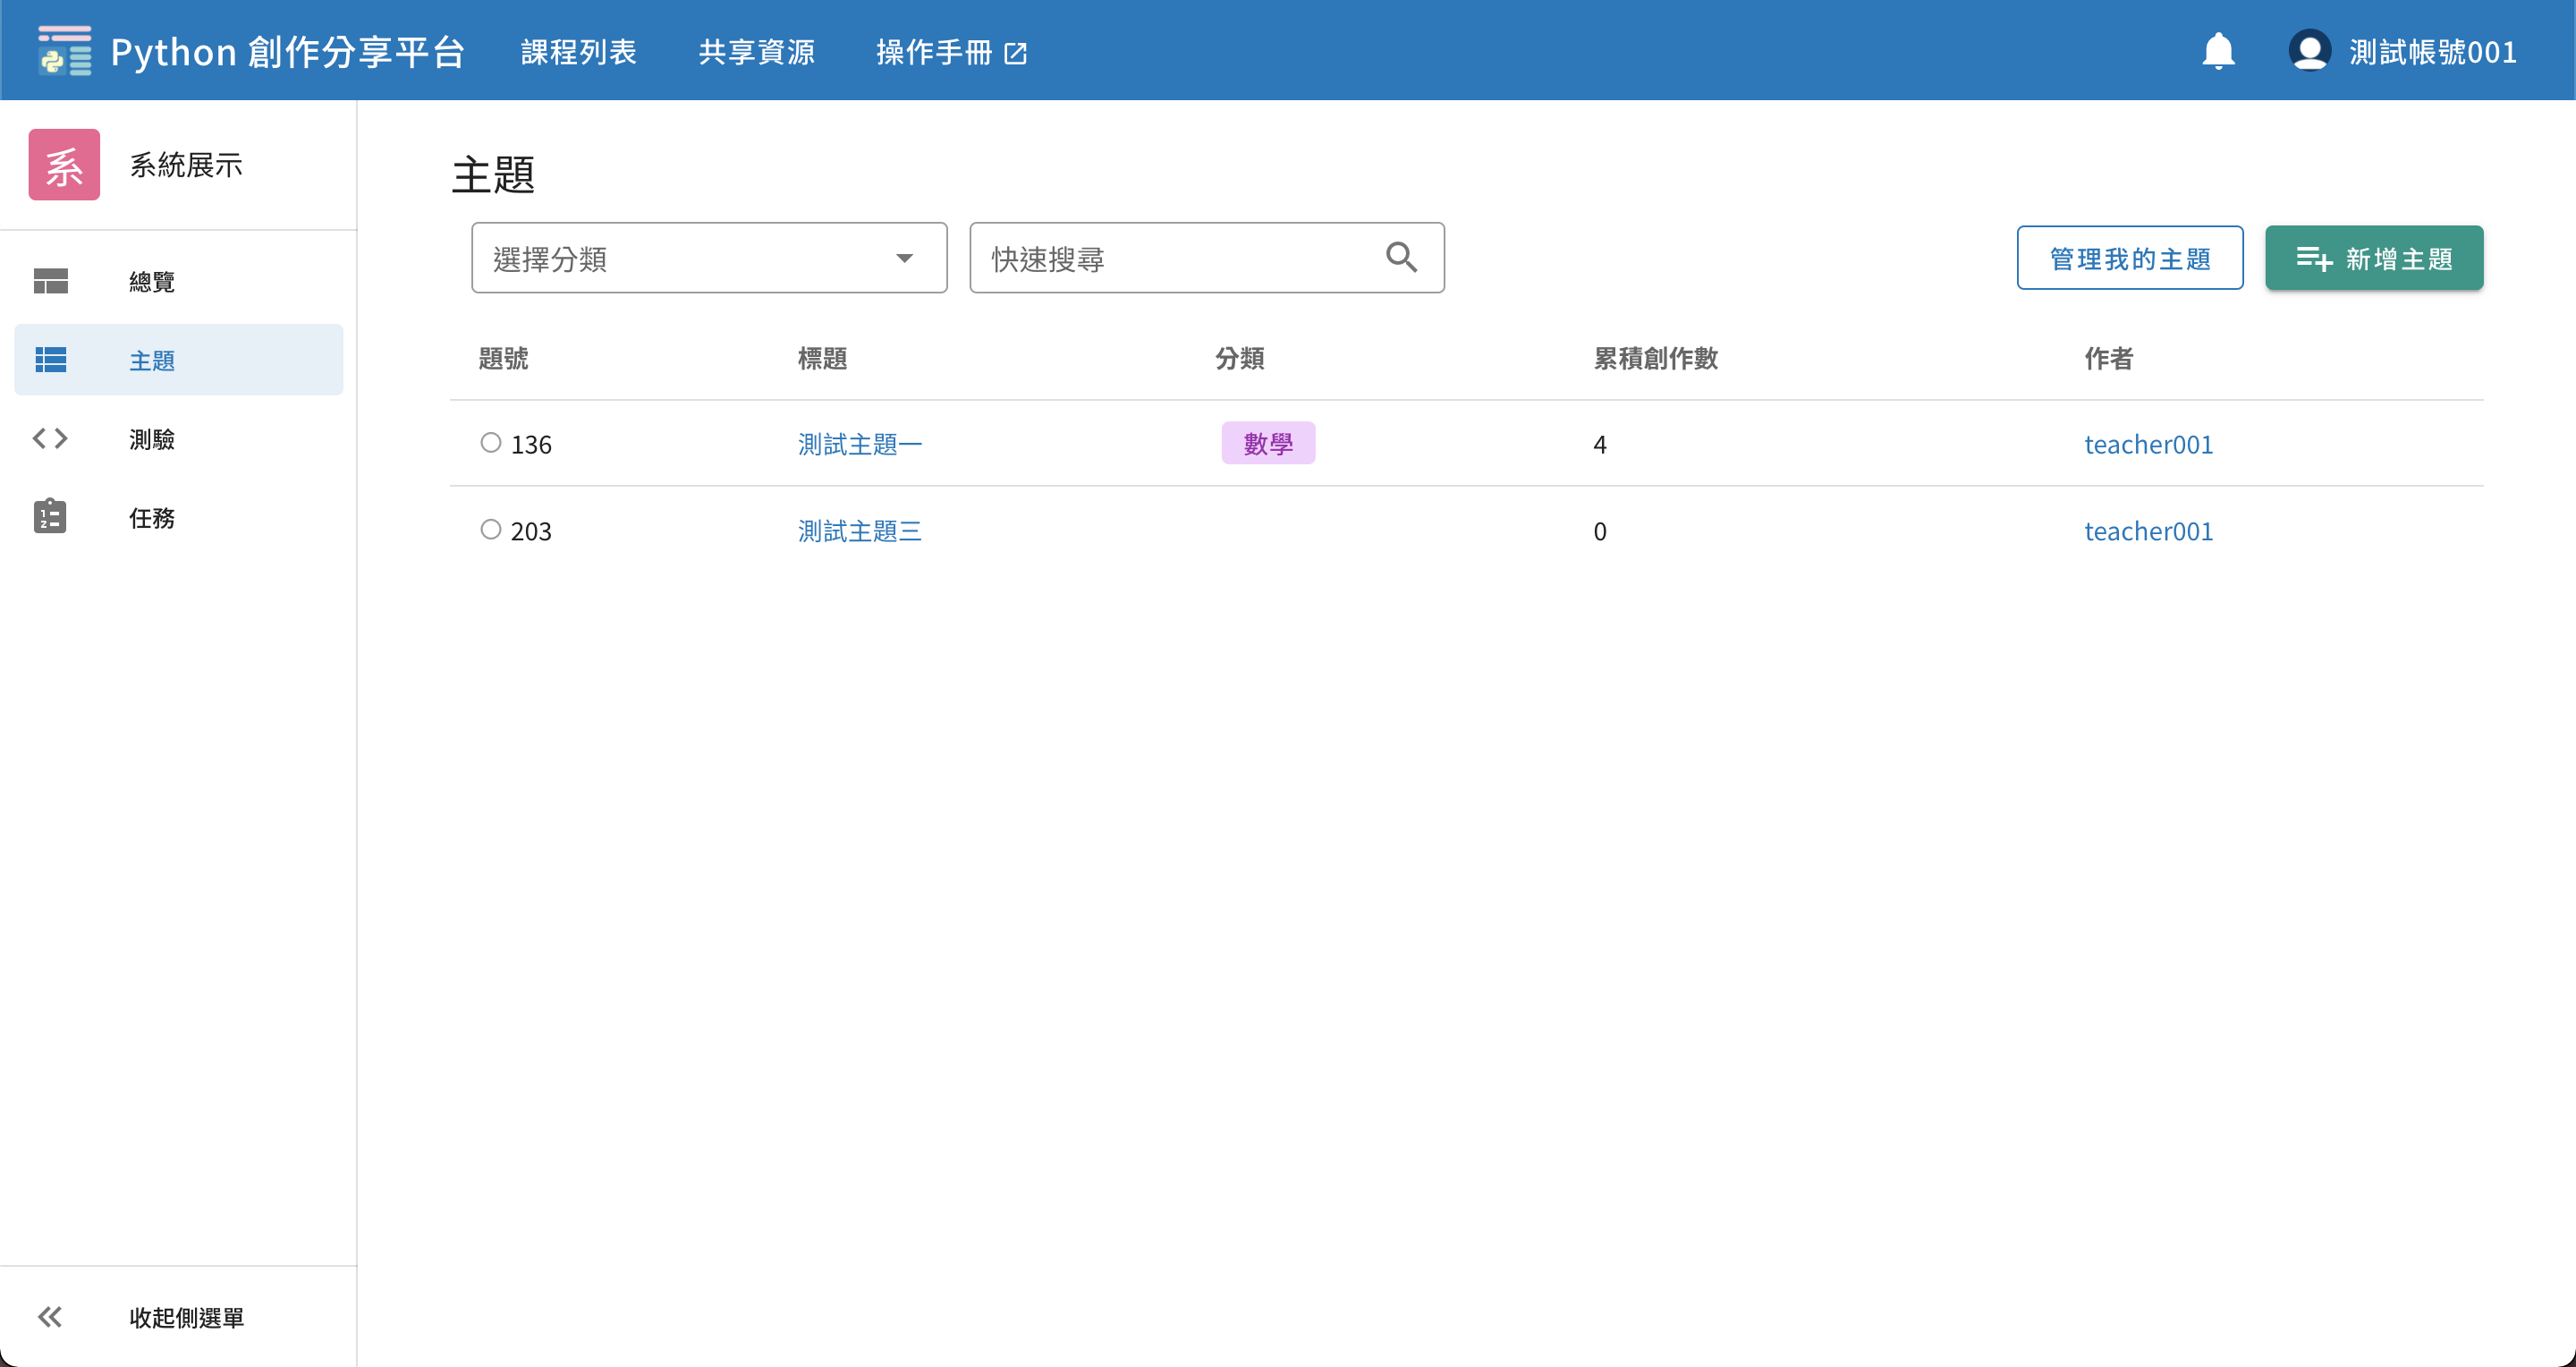 Python 創作分享平台 課程列表 共享資源 操作手冊 測試帳號001
系 系統展示
總覽
主題
測驗
任務
收起側選單
主題
選擇分類 快速搜尋 管理我的主題 新增主題
題號 標題 分類 累積創作數 作者
136 測試主題一 數學 4 teacher001
203 測試主題三 0 teacher001